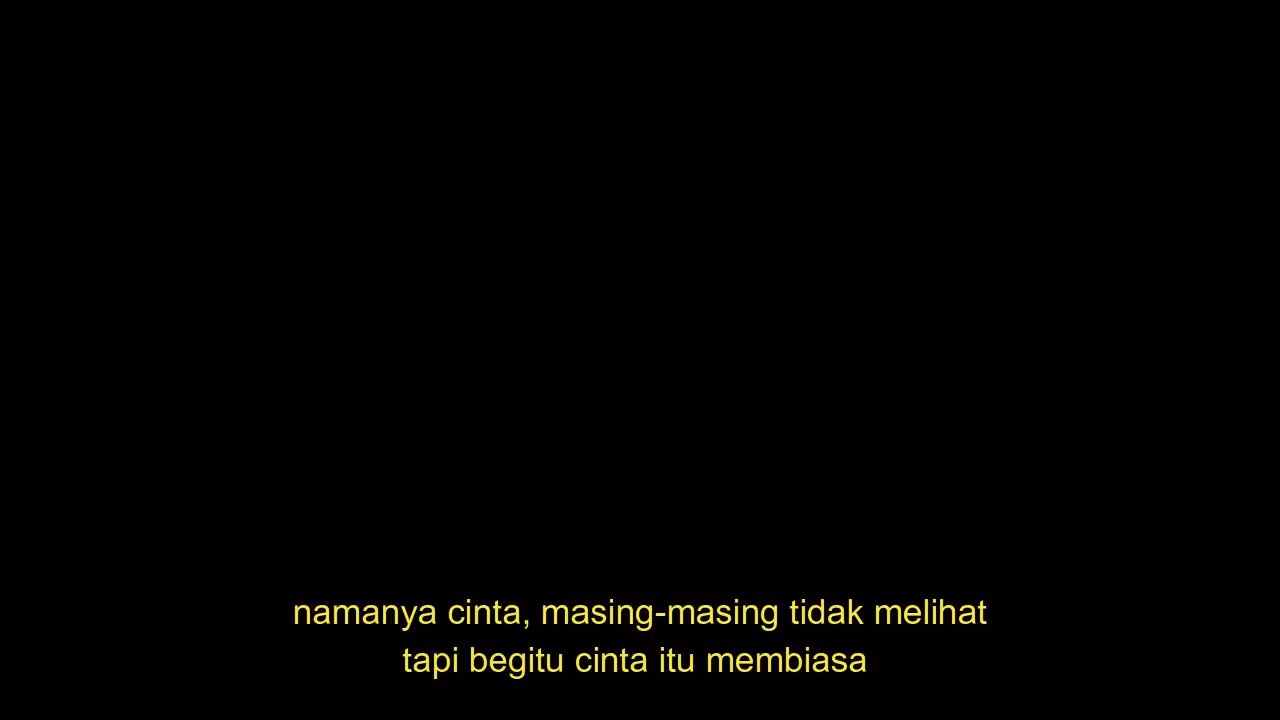 namanya cinta, masing-masing tidak melihat
tapi begitu cinta itu membiasa